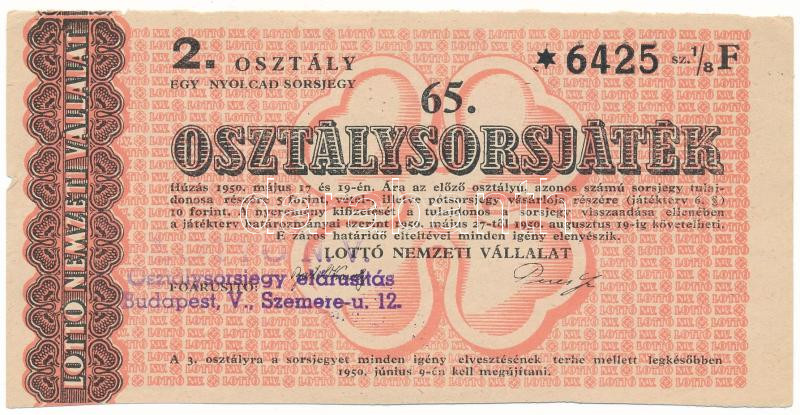 LOTTÓ NEMZETI VÁLLALAT
2. OSZTÁLY
EGY NYOLCAD SORSJEGY
*6425 SZ. 1/8 F
65.
OSZTÁLYSORSJÁTÉK
Húzás 1950. május 17 és 19-én. Ára az előző osztályú, azonos számú sorsjegy tulaj-
donosa részére 5 forint, vétel- illetve pótsorsjegy vásárlója részére (játékterv 6. §)
10 forint. A nyeremény kifizetését a tulajdonos a sorsjegy visszaadása ellenében
a játékterv határozványai szerint 1950. május 27-től 1950 augusztus 19-ig követelheti.
E záros határidő elteltével minden igény elenyészik.
LOTTÓ NEMZETI VÁLLALAT
FŐÁRUSÍTÓ:
Osztálysorsjegy elárusítás
Budapest, V., Szemere-u. 12.
A 3. osztályra a sorsjegyet minden igény elvesztésének terhe mellett legkésőbben
1950. június 9-én kell megújítani.